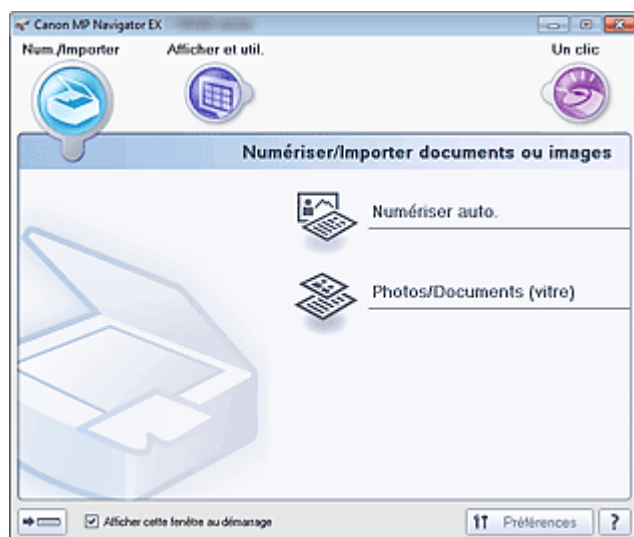 Canon MP Navigator EX
Num./Importer
Afficher et util.
Un clic
Numériser/Importer documents ou images
Numériser auto.
Photos/Documents (vitre)
Afficher cette fenêtre au démarrage
Préférences
?